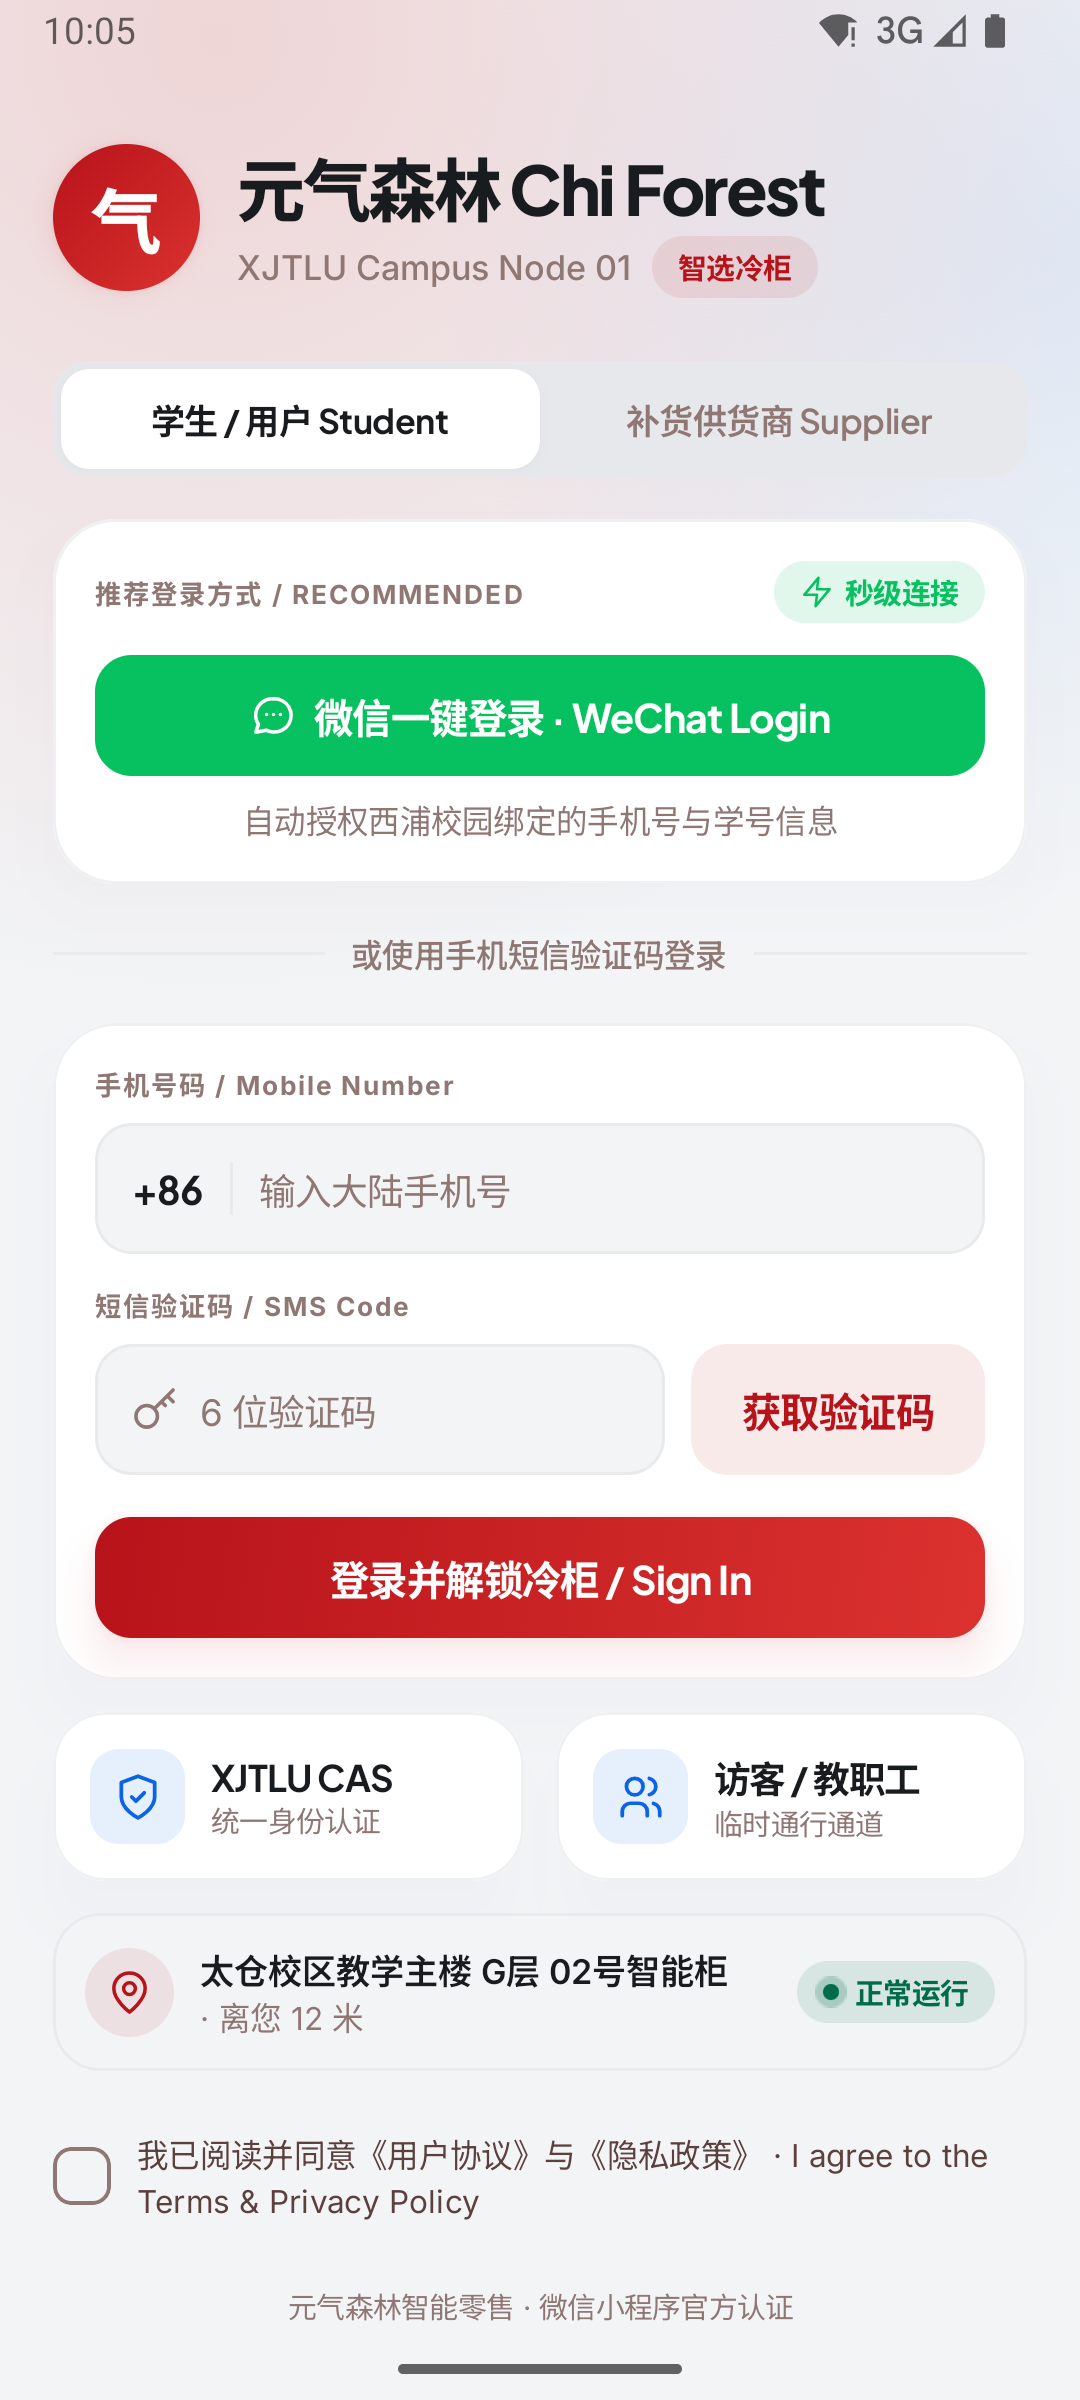 10:05
3G
气
元气森林 Chi Forest
XJTLU Campus Node 01
智选冷柜
学生 / 用户 Student
补货供货商 Supplier
推荐登录方式 / RECOMMENDED
秒级连接
微信一键登录 · WeChat Login
自动授权西浦校园绑定的手机号与学号信息
或使用手机短信验证码登录
手机号码 / Mobile Number
+86
输入大陆手机号
短信验证码 / SMS Code
6 位验证码
获取验证码
登录并解锁冷柜 / Sign In
XJTLU CAS
统一身份认证
访客 / 教职工
临时通行通道
太仓校区教学主楼 G层 02号智能柜
· 离您 12 米
正常运行
我已阅读并同意《用户协议》与《隐私政策》 · I agree to the
Terms & Privacy Policy
元气森林智能零售 · 微信小程序官方认证